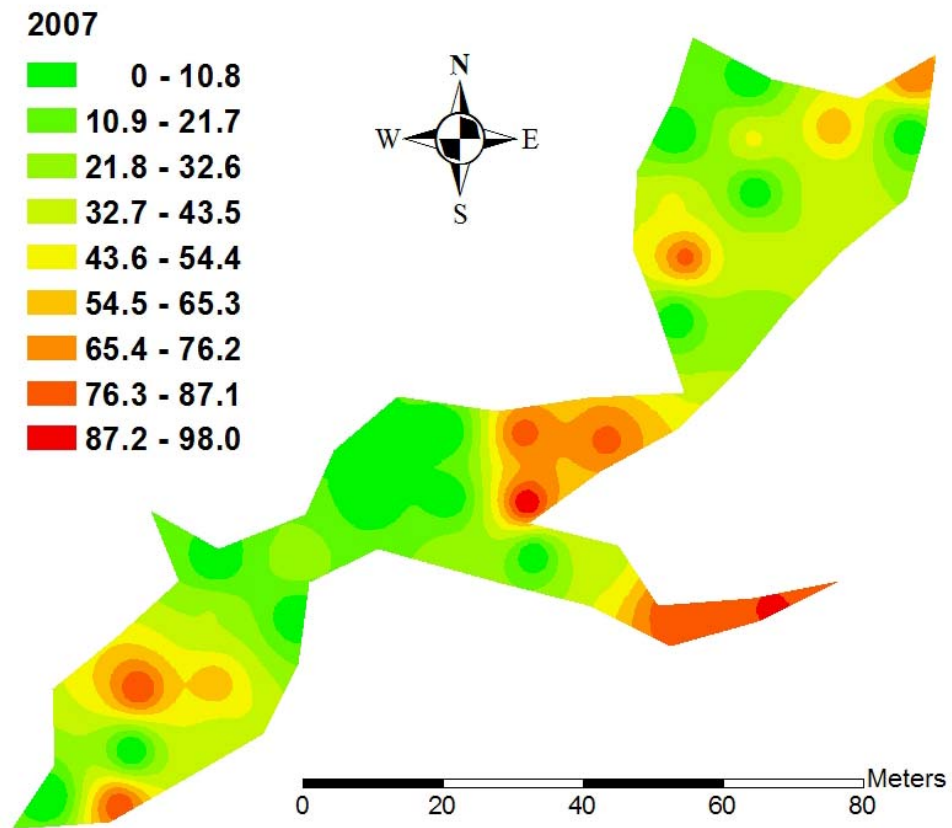 2007
0 - 10.8
10.9 - 21.7
21.8 - 32.6
32.7 - 43.5
43.6 - 54.4
54.5 - 65.3
65.4 - 76.2
76.3 - 87.1
87.2 - 98.0
N
W E
S
Meters
0 20 40 60 80